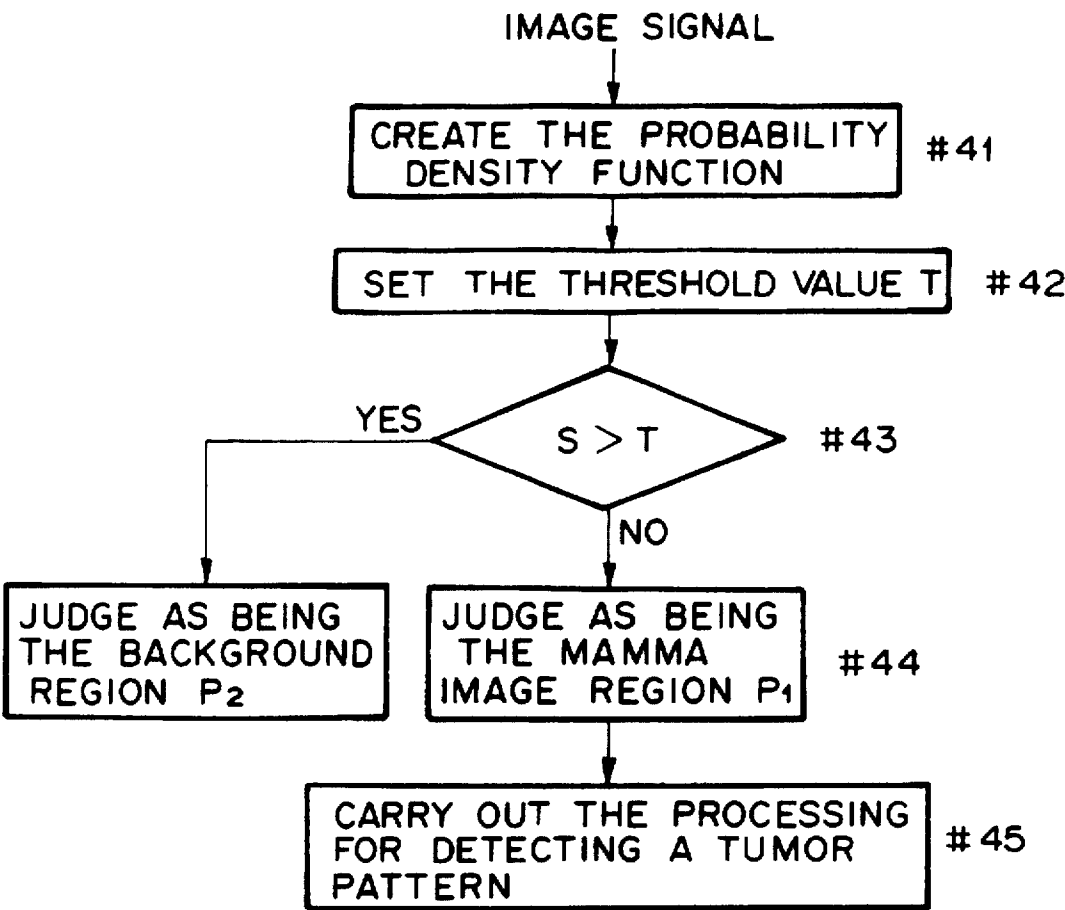 IMAGE SIGNAL
CREATE THE PROBABILITY
DENSITY FUNCTION
#41
SET THE THRESHOLD VALUE T
#42
YES
S > T
#43
NO
JUDGE AS BEING
THE BACKGROUND
REGION P2
JUDGE AS BEING
THE MAMMA
IMAGE REGION P1
#44
CARRY OUT THE PROCESSING
FOR DETECTING A TUMOR
PATTERN
#45